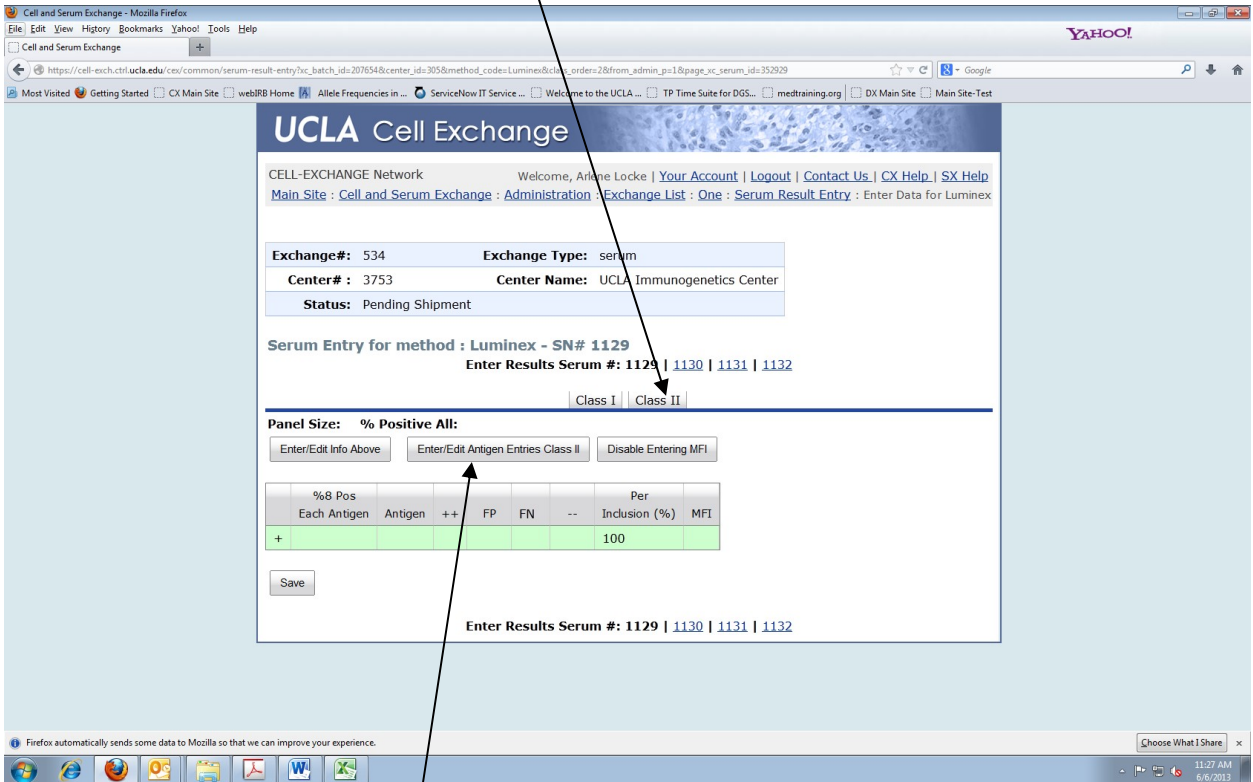 Cell and Serum Exchange - Mozilla Firefox
File Edit View History Bookmarks Yahoo! Tools Help
YAHOO!
Cell and Serum Exchange +
https://cell-exch.ctrl.ucla.edu/cex/common/serum-result-entry?xc_batch_id=207654&center_id=305&method_code=Luminex&class_order=2&from_admin_p=1&page_xc_serum_id=352929 Google
Most Visited Getting Started CX Main Site webIRB Home Allele Frequencies in ... ServiceNow IT Service ... Welcome to the UCLA ... TP Time Suite for DGS... medtraining.org DX Main Site Main Site-Test
UCLA Cell Exchange
CELL-EXCHANGE Network Welcome, Arlene Locke | Your Account | Logout | Contact Us | CX Help | SX Help
Main Site : Cell and Serum Exchange : Administration : Exchange List : One : Serum Result Entry : Enter Data for Luminex
Exchange#: 534 Exchange Type: serum
Center# : 3753 Center Name: UCLA Immunogenetics Center
Status: Pending Shipment
Serum Entry for method : Luminex - SN# 1129
Enter Results Serum #: 1129 | 1130 | 1131 | 1132
Class I Class II
Panel Size: % Positive All:
Enter/Edit Info Above Enter/Edit Antigen Entries Class II Disable Entering MFI
%8 Pos Per
Each Antigen Antigen ++ FP FN -- Inclusion (%) MFI
+ 100
Save
Enter Results Serum #: 1129 | 1130 | 1131 | 1132
Firefox automatically sends some data to Mozilla so that we can improve your experience. Choose What I Share x
11:27 AM
6/6/2013